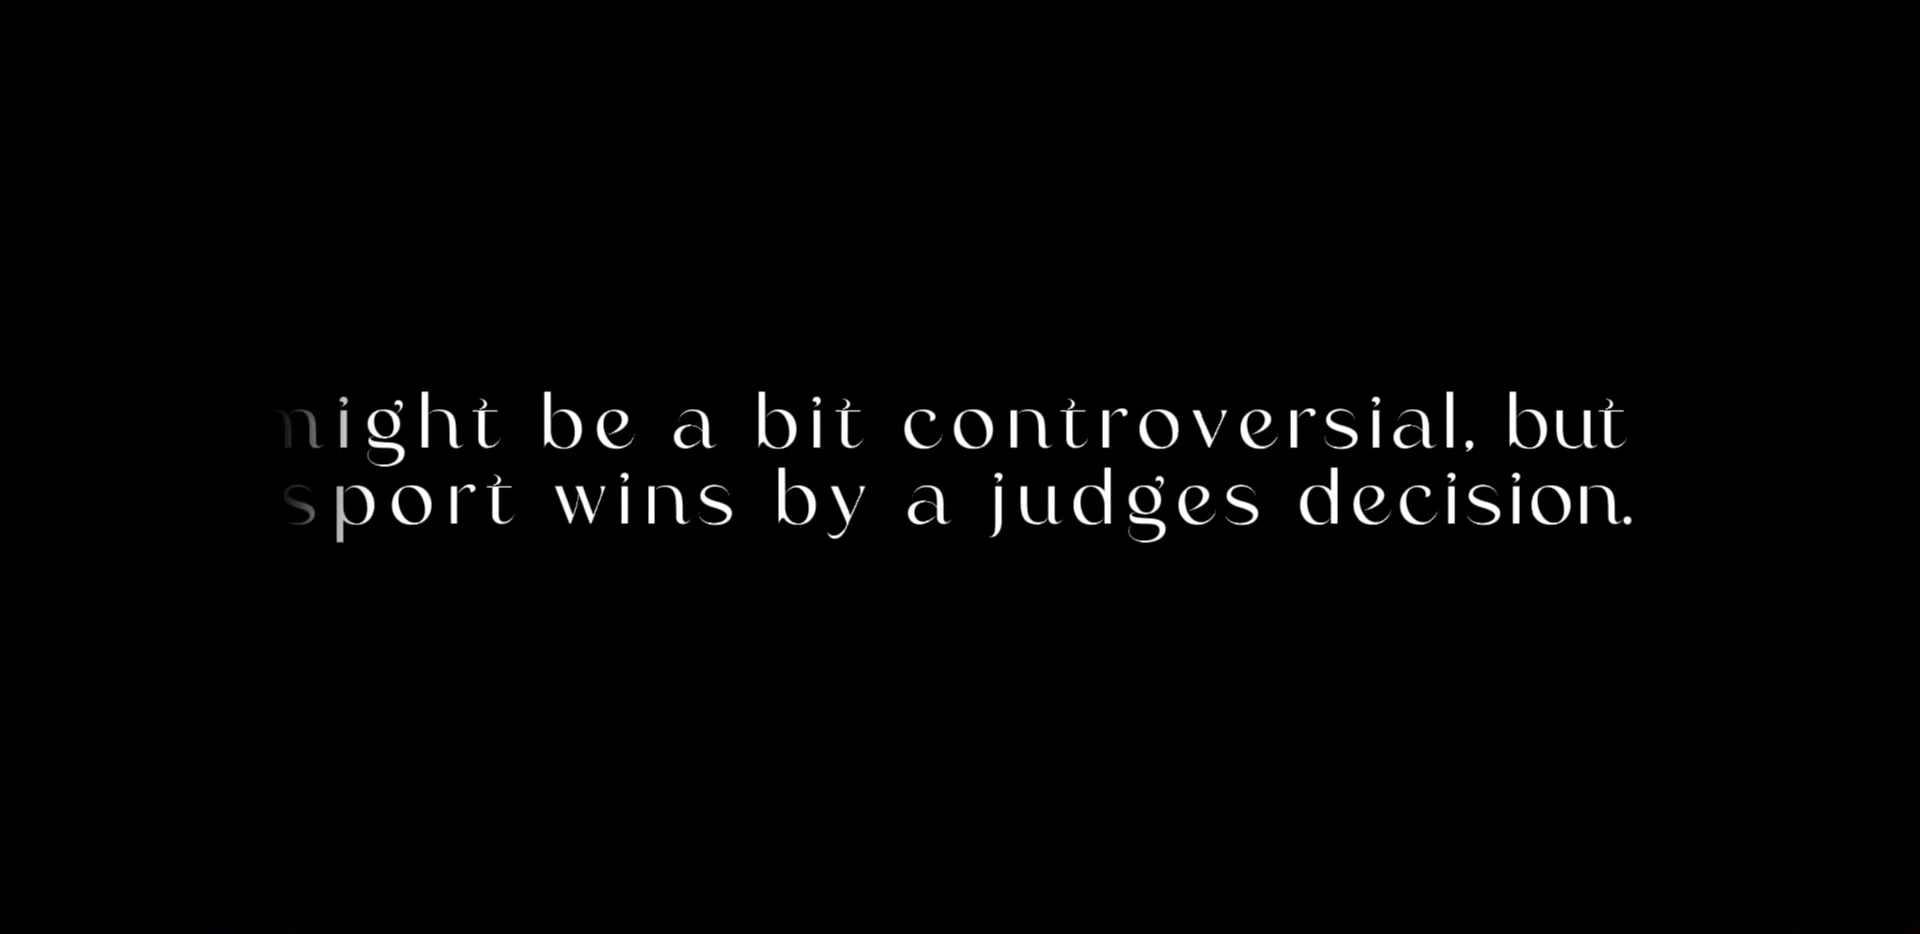 might be a bit controversial, but
sport wins by a judges decision.